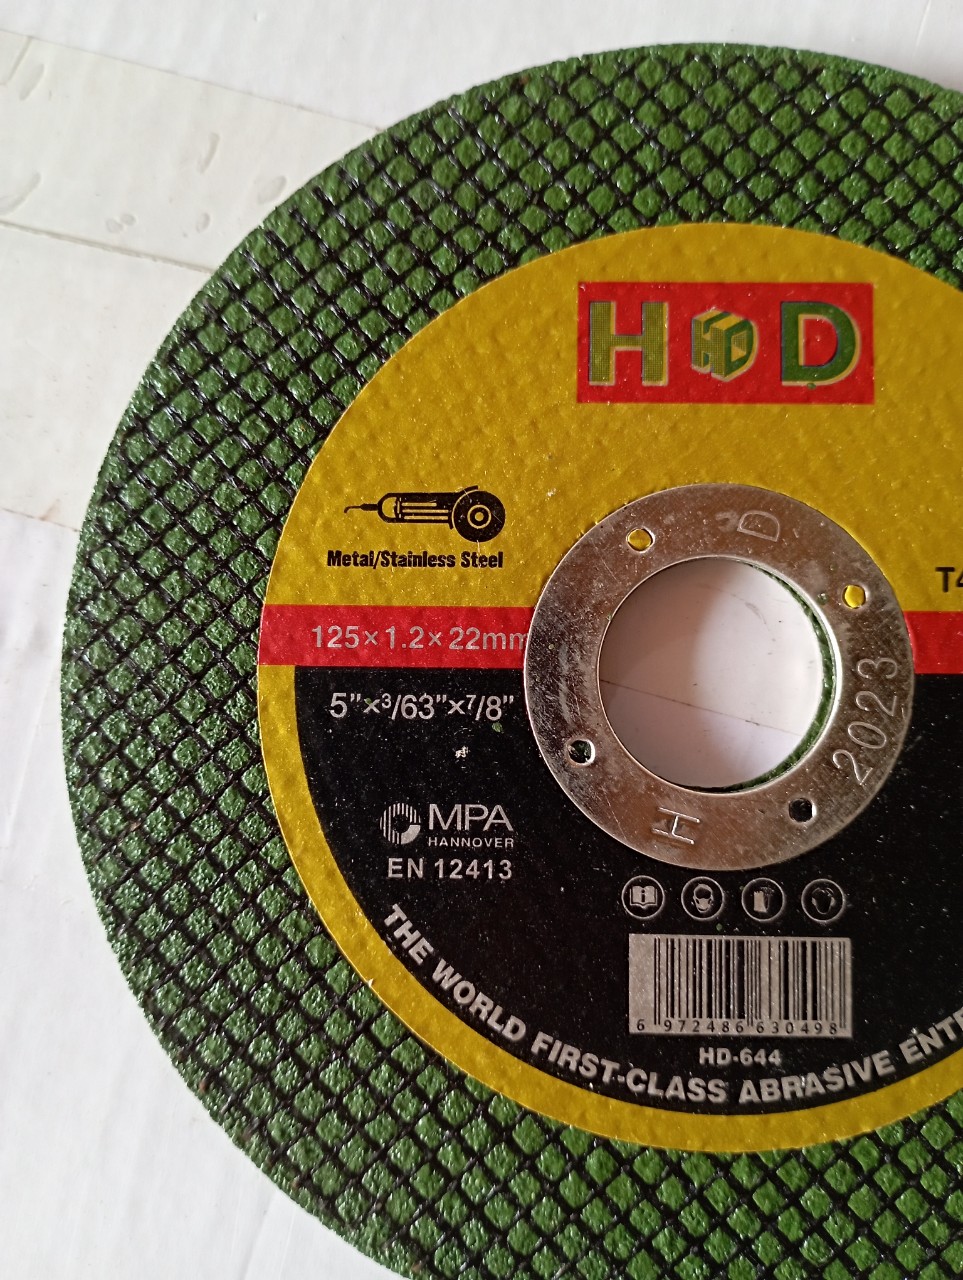 H D
HD
Metal/Stainless Steel
T4
125×1.2×22mm
5"×3/63"×7/8"
D
2023
H
MPA
HANNOVER
EN 12413
6 972486 630498
HD-644
THE WORLD FIRST-CLASS ABRASIVE ENTE